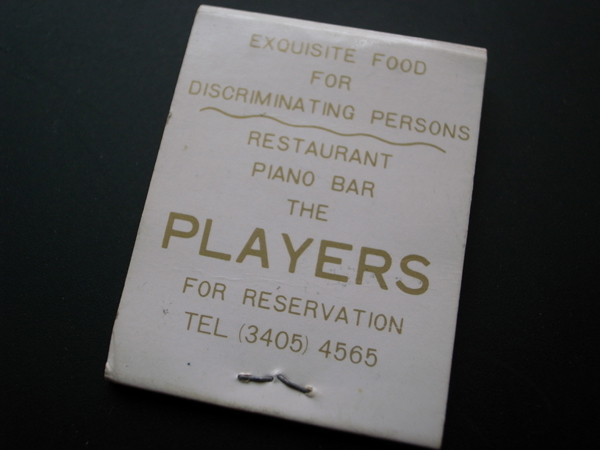 EXQUISITE FOOD
FOR
DISCRIMINATING PERSONS
RESTAURANT
PIANO BAR
THE
PLAYERS
FOR RESERVATION
TEL (3405) 4565